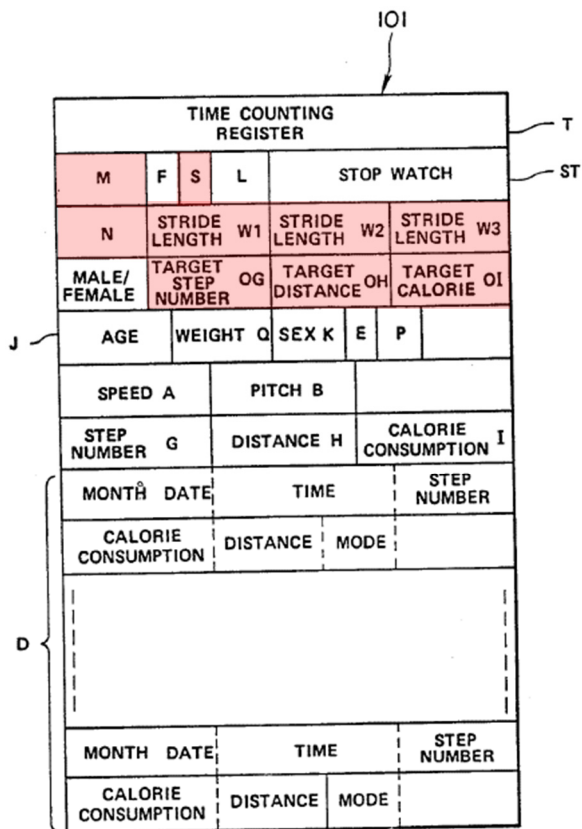 101
TIME COUNTING
REGISTER
T
M F S L STOP WATCH
ST
N STRIDE LENGTH W1 STRIDE LENGTH W2 STRIDE LENGTH W3
MALE/FEMALE TARGET STEP NUMBER OG TARGET DISTANCE OH TARGET CALORIE OI
J
AGE WEIGHT Q SEX K E P
SPEED A PITCH B
STEP NUMBER G DISTANCE H CALORIE CONSUMPTION I
MONTH DATE TIME STEP NUMBER
CALORIE CONSUMPTION DISTANCE MODE
D
MONTH DATE TIME STEP NUMBER
CALORIE CONSUMPTION DISTANCE MODE